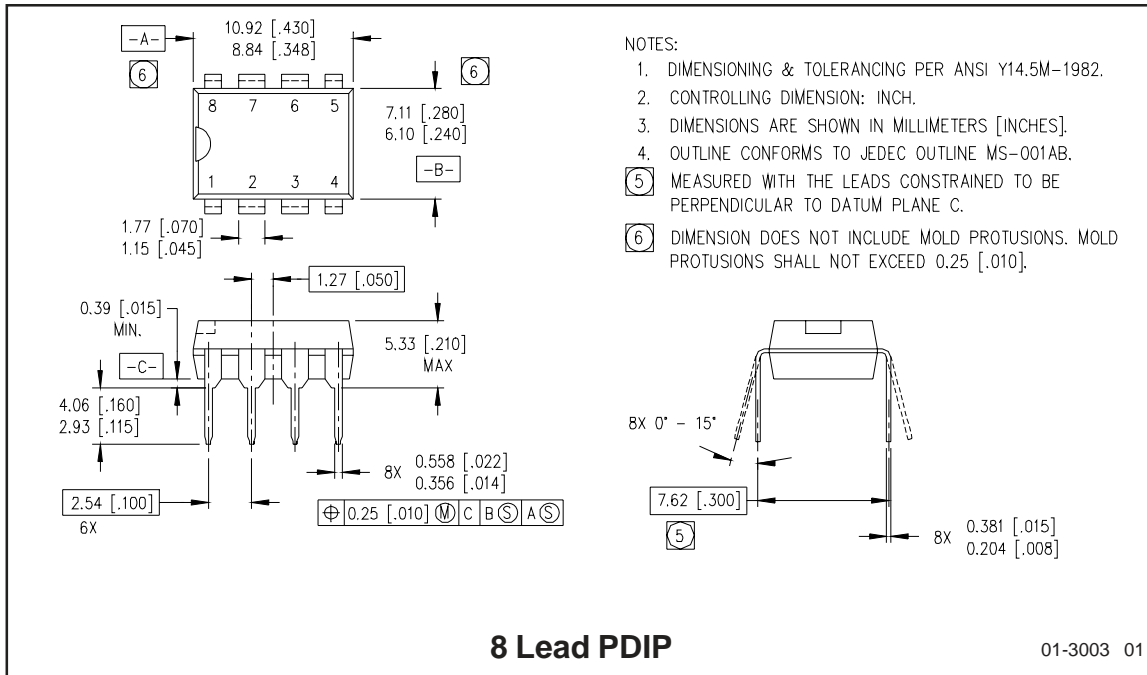 -A-
10.92 [.430]
8.84 [.348]
6
6
8 7 6 5
1 2 3 4
7.11 [.280]
6.10 [.240]
-B-
1.77 [.070]
1.15 [.045]
1.27 [.050]
0.39 [.015]
MIN.
-C-
5.33 [.210]
MAX
4.06 [.160]
2.93 [.115]
8X 0.558 [.022]
0.356 [.014]
2.54 [.100]
6X
⌖ 0.25 [.010] Ⓜ C B Ⓢ A Ⓢ
NOTES:
1. DIMENSIONING & TOLERANCING PER ANSI Y14.5M-1982.
2. CONTROLLING DIMENSION: INCH.
3. DIMENSIONS ARE SHOWN IN MILLIMETERS [INCHES].
4. OUTLINE CONFORMS TO JEDEC OUTLINE MS-001AB.
5 MEASURED WITH THE LEADS CONSTRAINED TO BE
PERPENDICULAR TO DATUM PLANE C.
6 DIMENSION DOES NOT INCLUDE MOLD PROTUSIONS. MOLD
PROTUSIONS SHALL NOT EXCEED 0.25 [.010].
8X 0° - 15°
7.62 [.300]
5
8X 0.381 [.015]
0.204 [.008]
8 Lead PDIP
01-3003 01